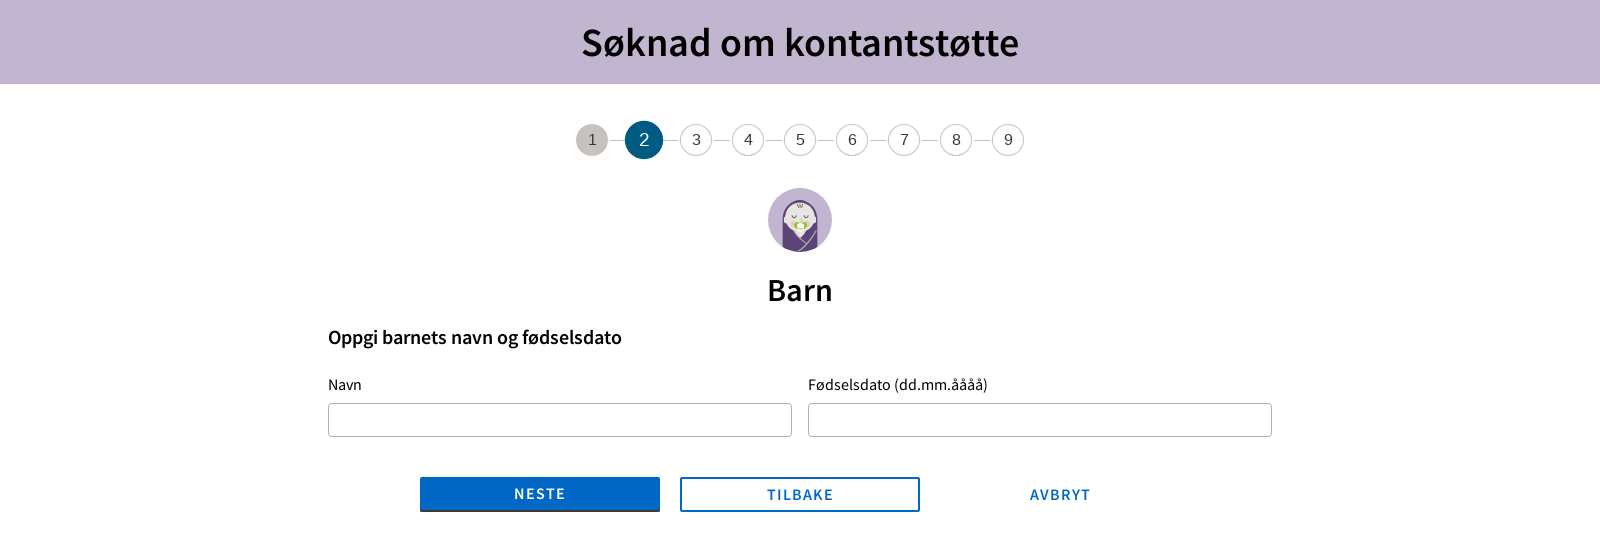 Søknad om kontantstøtte
1 2 3 4 5 6 7 8 9
Barn
Oppgi barnets navn og fødselsdato
Navn Fødselsdato (dd.mm.åååå)
NESTE TILBAKE AVBRYT